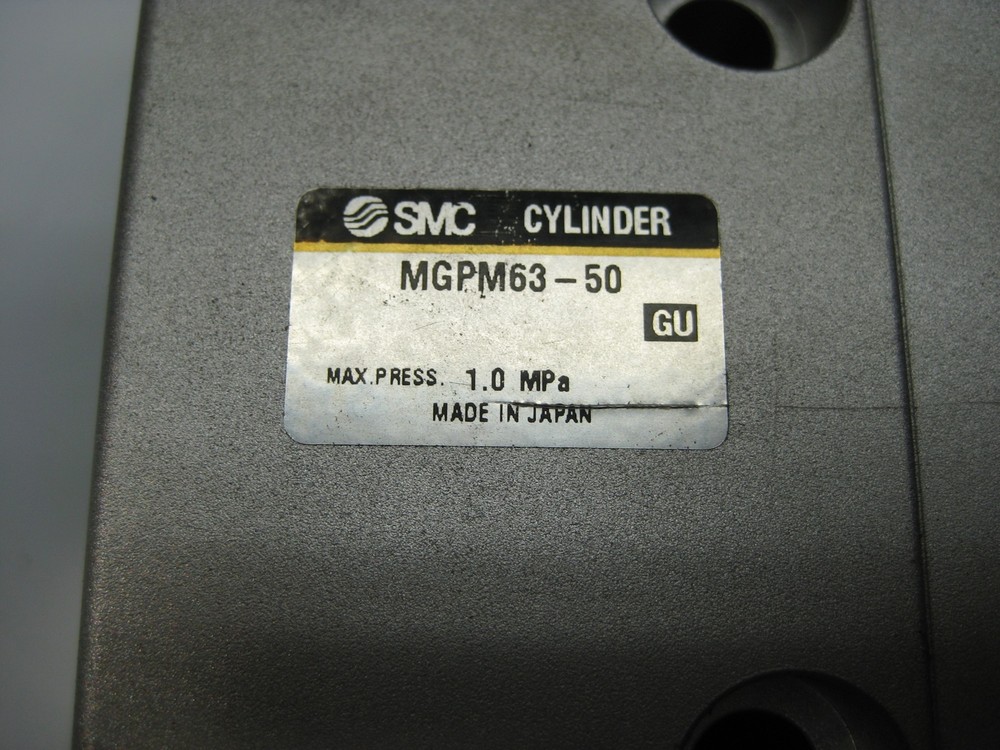 SMC CYLINDER
MGPM63-50
GU
MAX.PRESS. 1.0 MPa
MADE IN JAPAN